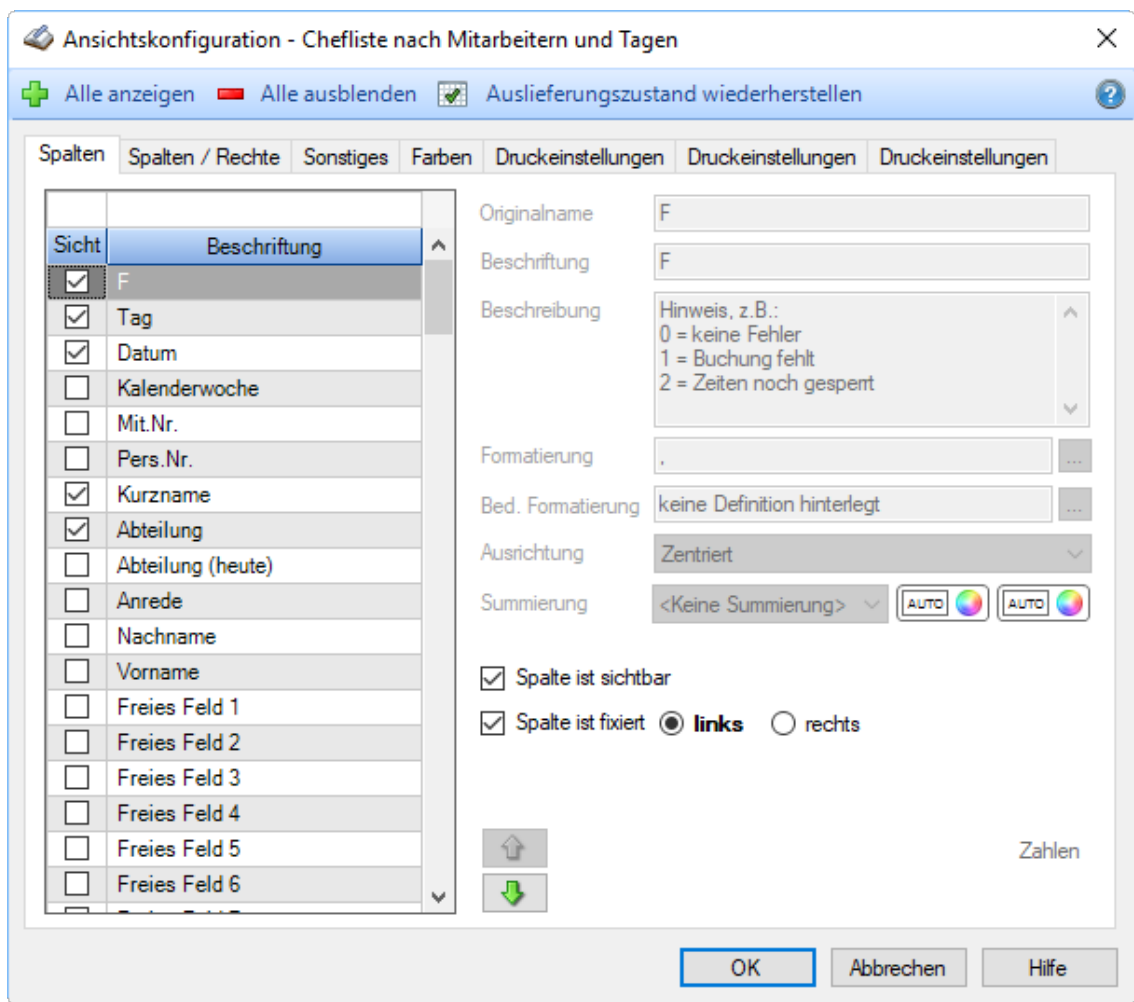 Ansichtskonfiguration - Chefliste nach Mitarbeitern und Tagen
Alle anzeigen Alle ausblenden Auslieferungszustand wiederherstellen ?
Spalten Spalten / Rechte Sonstiges Farben Druckeinstellungen Druckeinstellungen Druckeinstellungen
Sicht Beschriftung
F
Tag
Datum
Kalenderwoche
Mit.Nr.
Pers.Nr.
Kurzname
Abteilung
Abteilung (heute)
Anrede
Nachname
Vorname
Freies Feld 1
Freies Feld 2
Freies Feld 3
Freies Feld 4
Freies Feld 5
Freies Feld 6
Originalname F
Beschriftung F
Beschreibung Hinweis, z.B.:
0 = keine Fehler
1 = Buchung fehlt
2 = Zeiten noch gesperrt
Formatierung , ...
Bed. Formatierung keine Definition hinterlegt ...
Ausrichtung Zentriert
Summierung <Keine Summierung> AUTO AUTO
Spalte ist sichtbar
Spalte ist fixiert links rechts
Zahlen
OK Abbrechen Hilfe